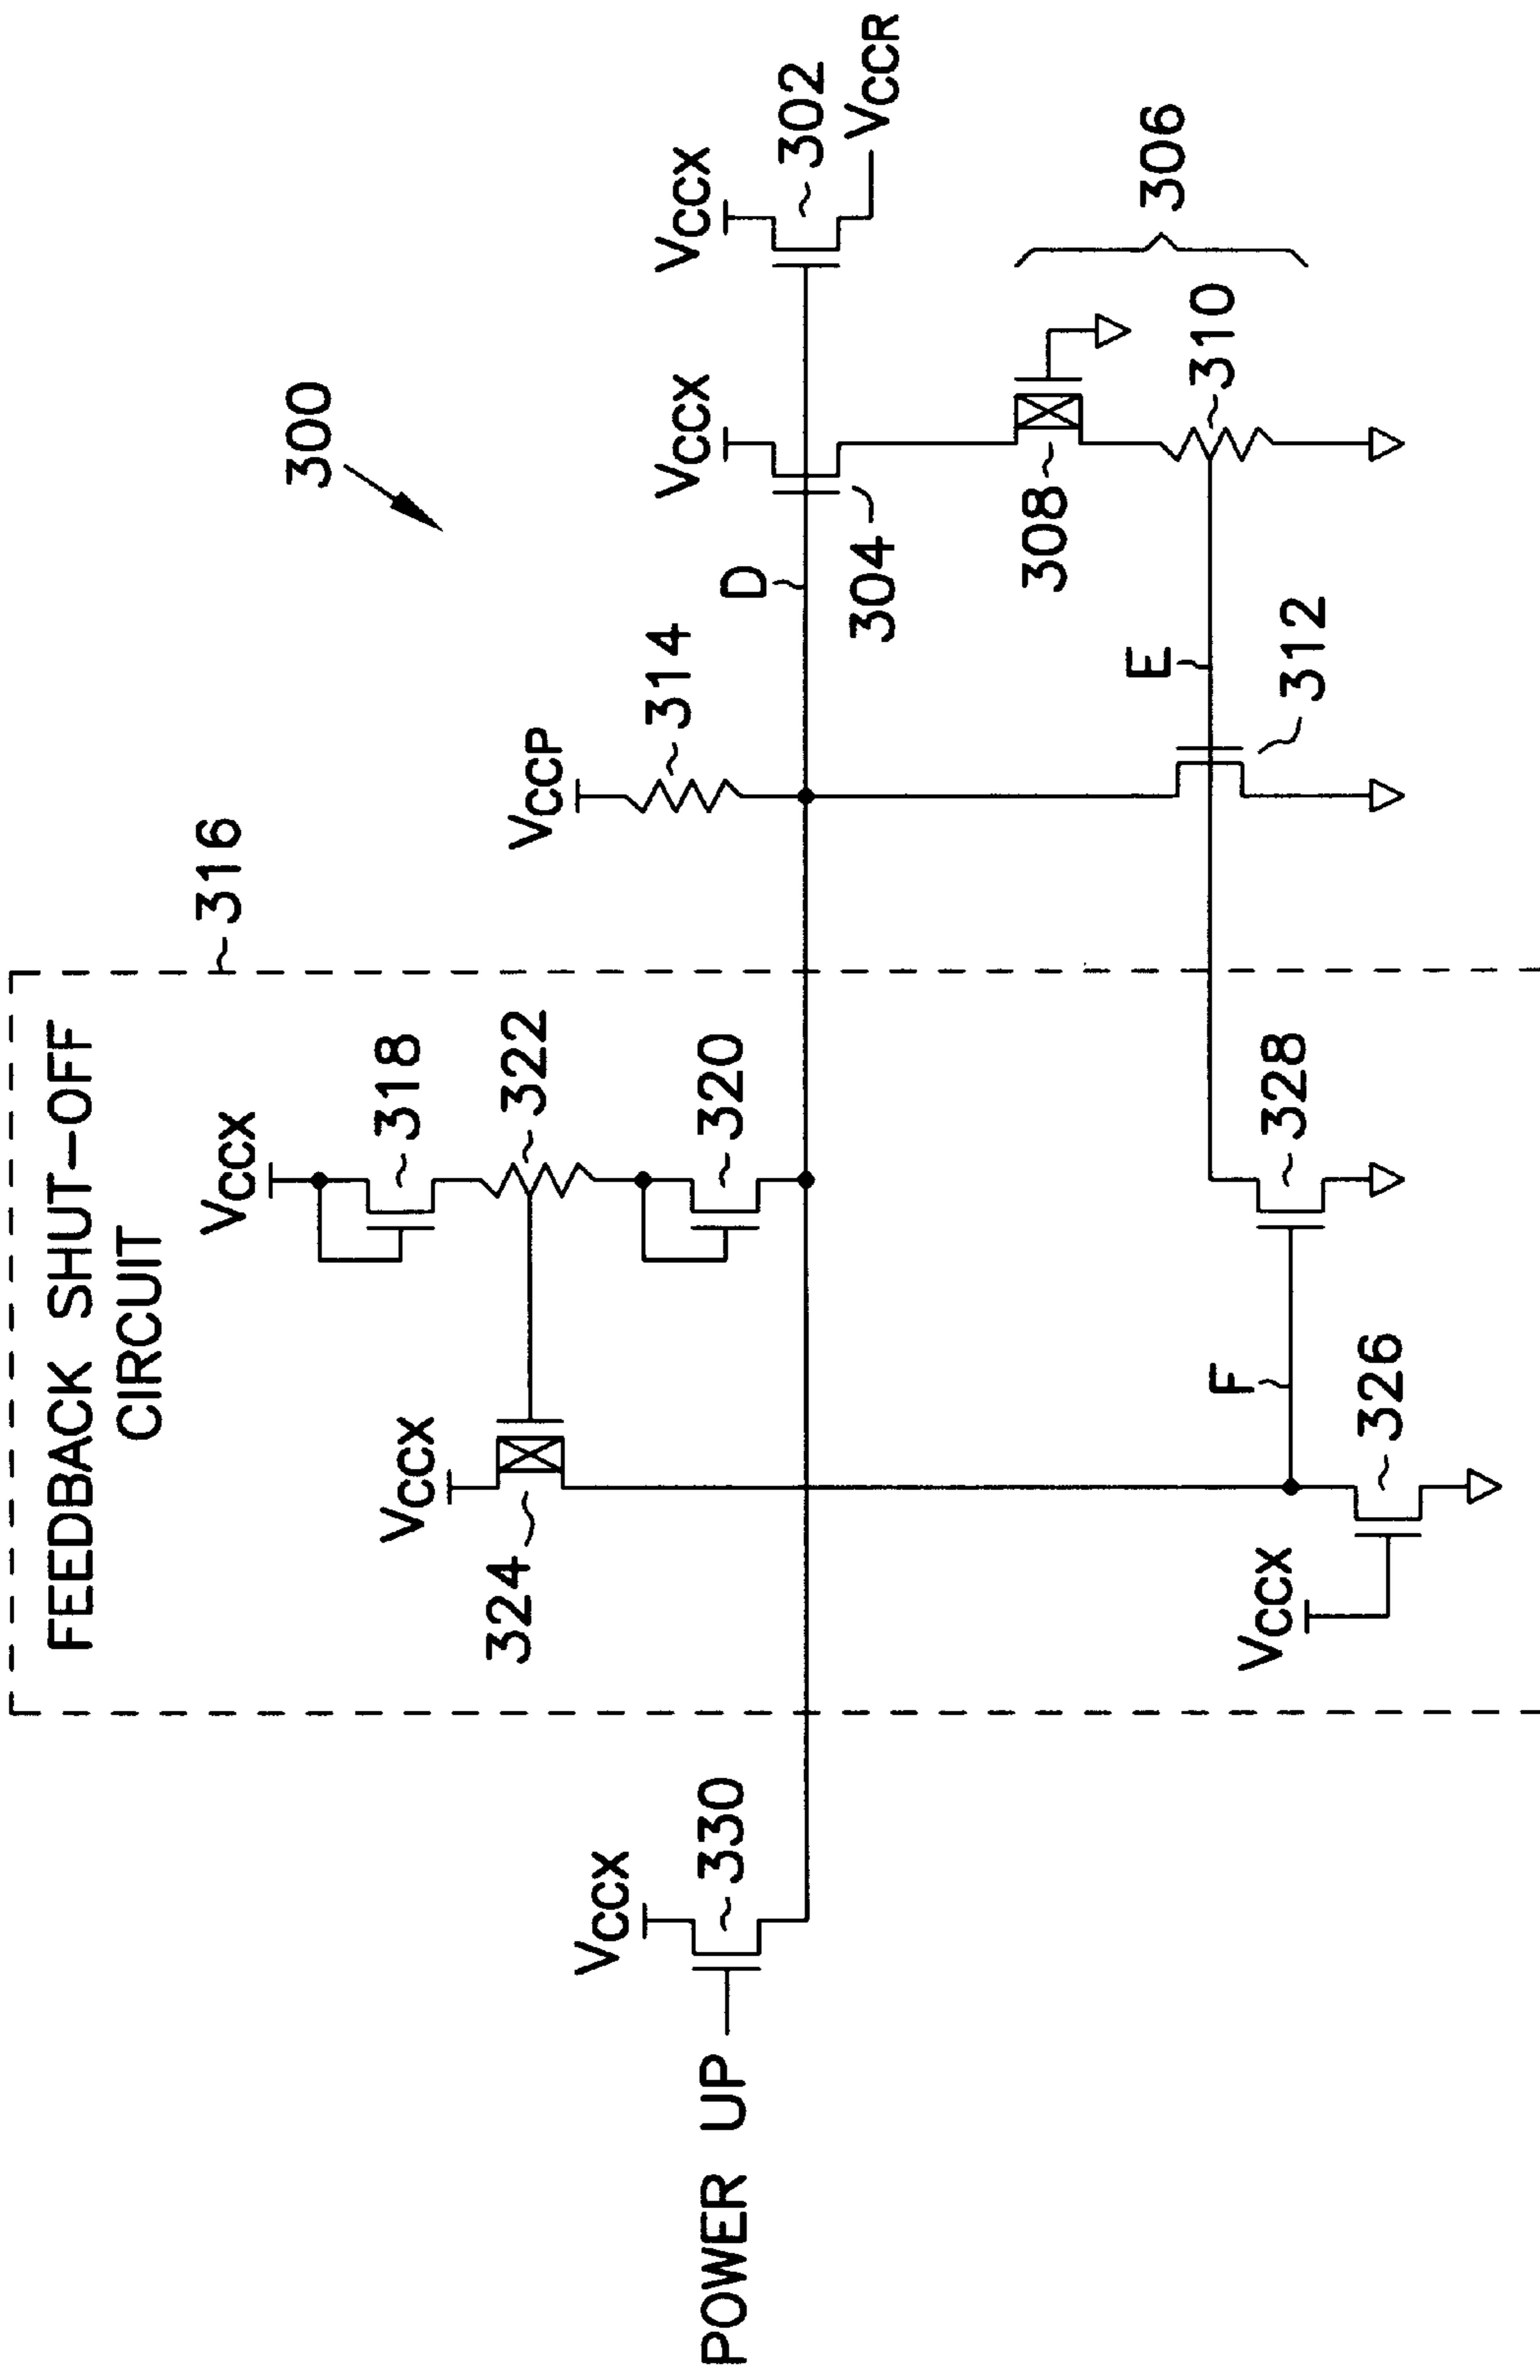 300
FEEDBACK SHUT-OFF
CIRCUIT
316
VCCX
318
322
320
VCCX
324
VCCP
314
D
VCCX
304
VCCX
302
VCCR
308
306
310
E
312
328
F
326
VCCX
VCCX
330
POWER UP